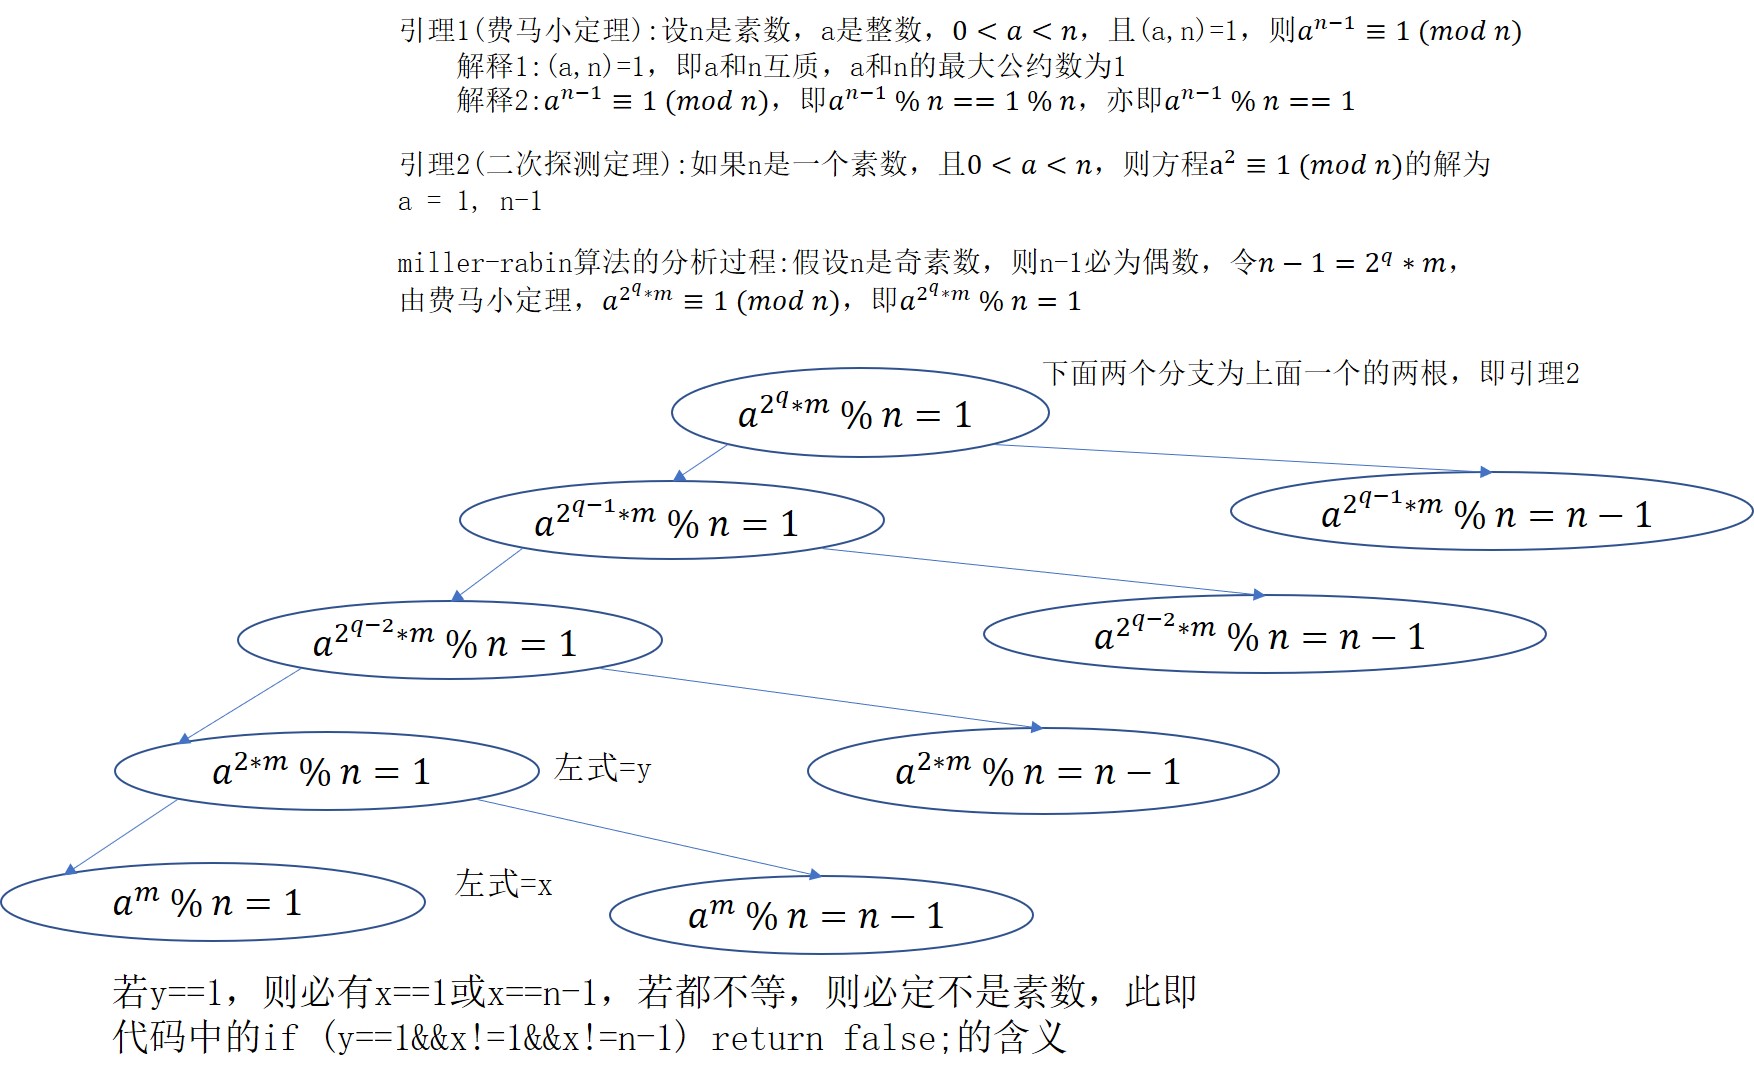 引理1(费马小定理):设n是素数，a是整数，0 < a < n，且(a,n)=1，则aⁿ⁻¹ ≡ 1 (mod n)
解释1:(a,n)=1，即a和n互质，a和n的最大公约数为1
解释2:aⁿ⁻¹ ≡ 1 (mod n)，即aⁿ⁻¹ % n == 1 % n，亦即aⁿ⁻¹ % n == 1
引理2(二次探测定理):如果n是一个素数，且0 < a < n，则方程a² ≡ 1 (mod n)的解为
a = 1, n-1
miller-rabin算法的分析过程:假设n是奇素数，则n-1必为偶数，令n − 1 = 2^q * m，
由费马小定理，a^(2^q*m) ≡ 1 (mod n)，即a^(2^q*m) % n = 1
下面两个分支为上面一个的两根，即引理2
a^(2^q*m) % n = 1
a^(2^(q−1)*m) % n = 1
a^(2^(q−1)*m) % n = n − 1
a^(2^(q−2)*m) % n = 1
a^(2^(q−2)*m) % n = n − 1
a^(2*m) % n = 1
左式=y
a^(2*m) % n = n − 1
a^m % n = 1
左式=x
a^m % n = n − 1
若y==1，则必有x==1或x==n-1，若都不等，则必定不是素数，此即
代码中的if (y==1&&x!=1&&x!=n-1) return false;的含义